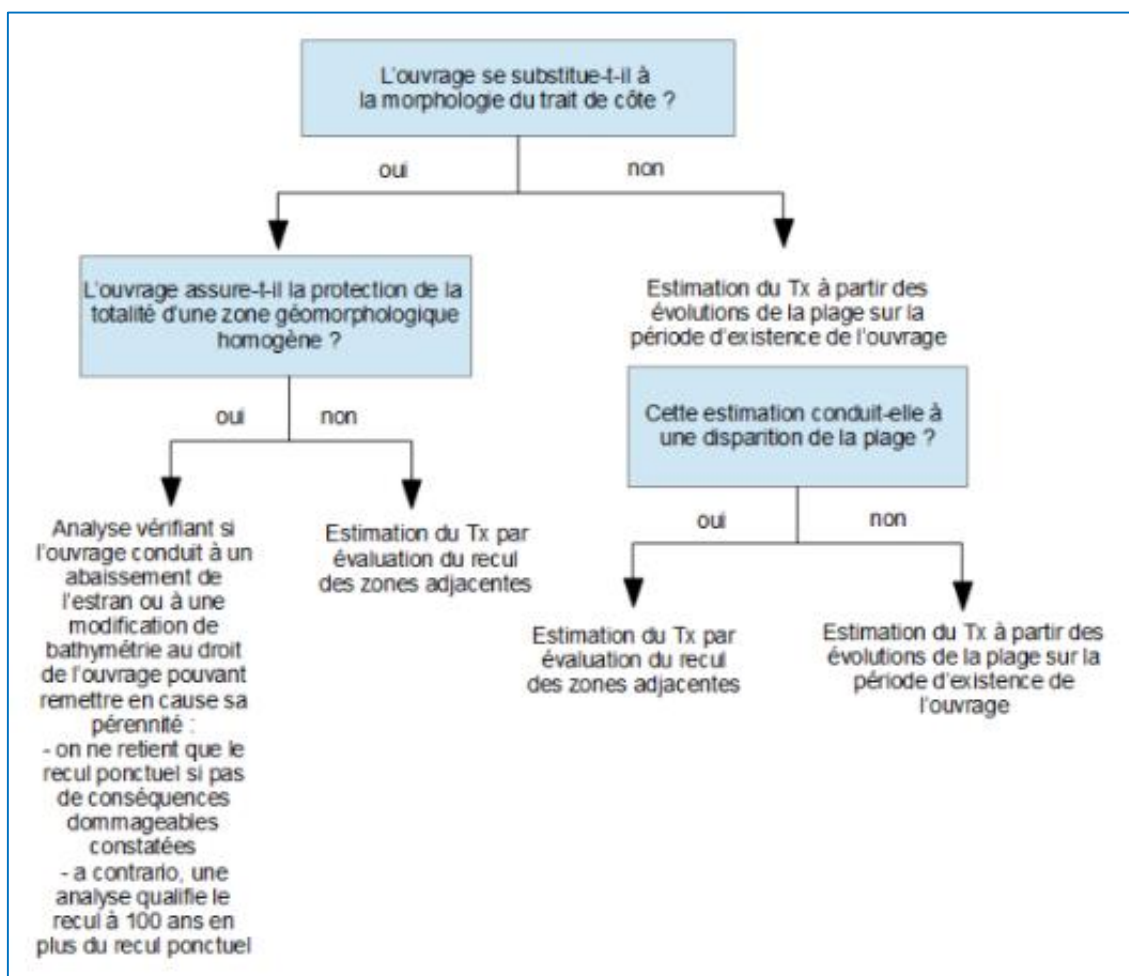 L'ouvrage se substitue-t-il à
la morphologie du trait de côte ?
oui
non
L'ouvrage assure-t-il la protection de la
totalité d'une zone géomorphologique
homogène ?
Estimation du Tx à partir des
évolutions de la plage sur la
période d'existence de l'ouvrage
oui
non
Cette estimation conduit-elle à
une disparition de la plage ?
Analyse vérifiant si
l'ouvrage conduit à un
abaissement de
l'estran ou à une
modification de
bathymétrie au droit
de l'ouvrage pouvant
remettre en cause sa
pérennité :
- on ne retient que le
recul ponctuel si pas
de conséquences
dommageables
constatées
- a contrario, une
analyse qualifie le
recul à 100 ans en
plus du recul ponctuel
Estimation du Tx par
évaluation du recul
des zones adjacentes
oui
non
Estimation du Tx par
évaluation du recul
des zones adjacentes
Estimation du Tx à partir des
évolutions de la plage sur la
période d'existence de
l'ouvrage